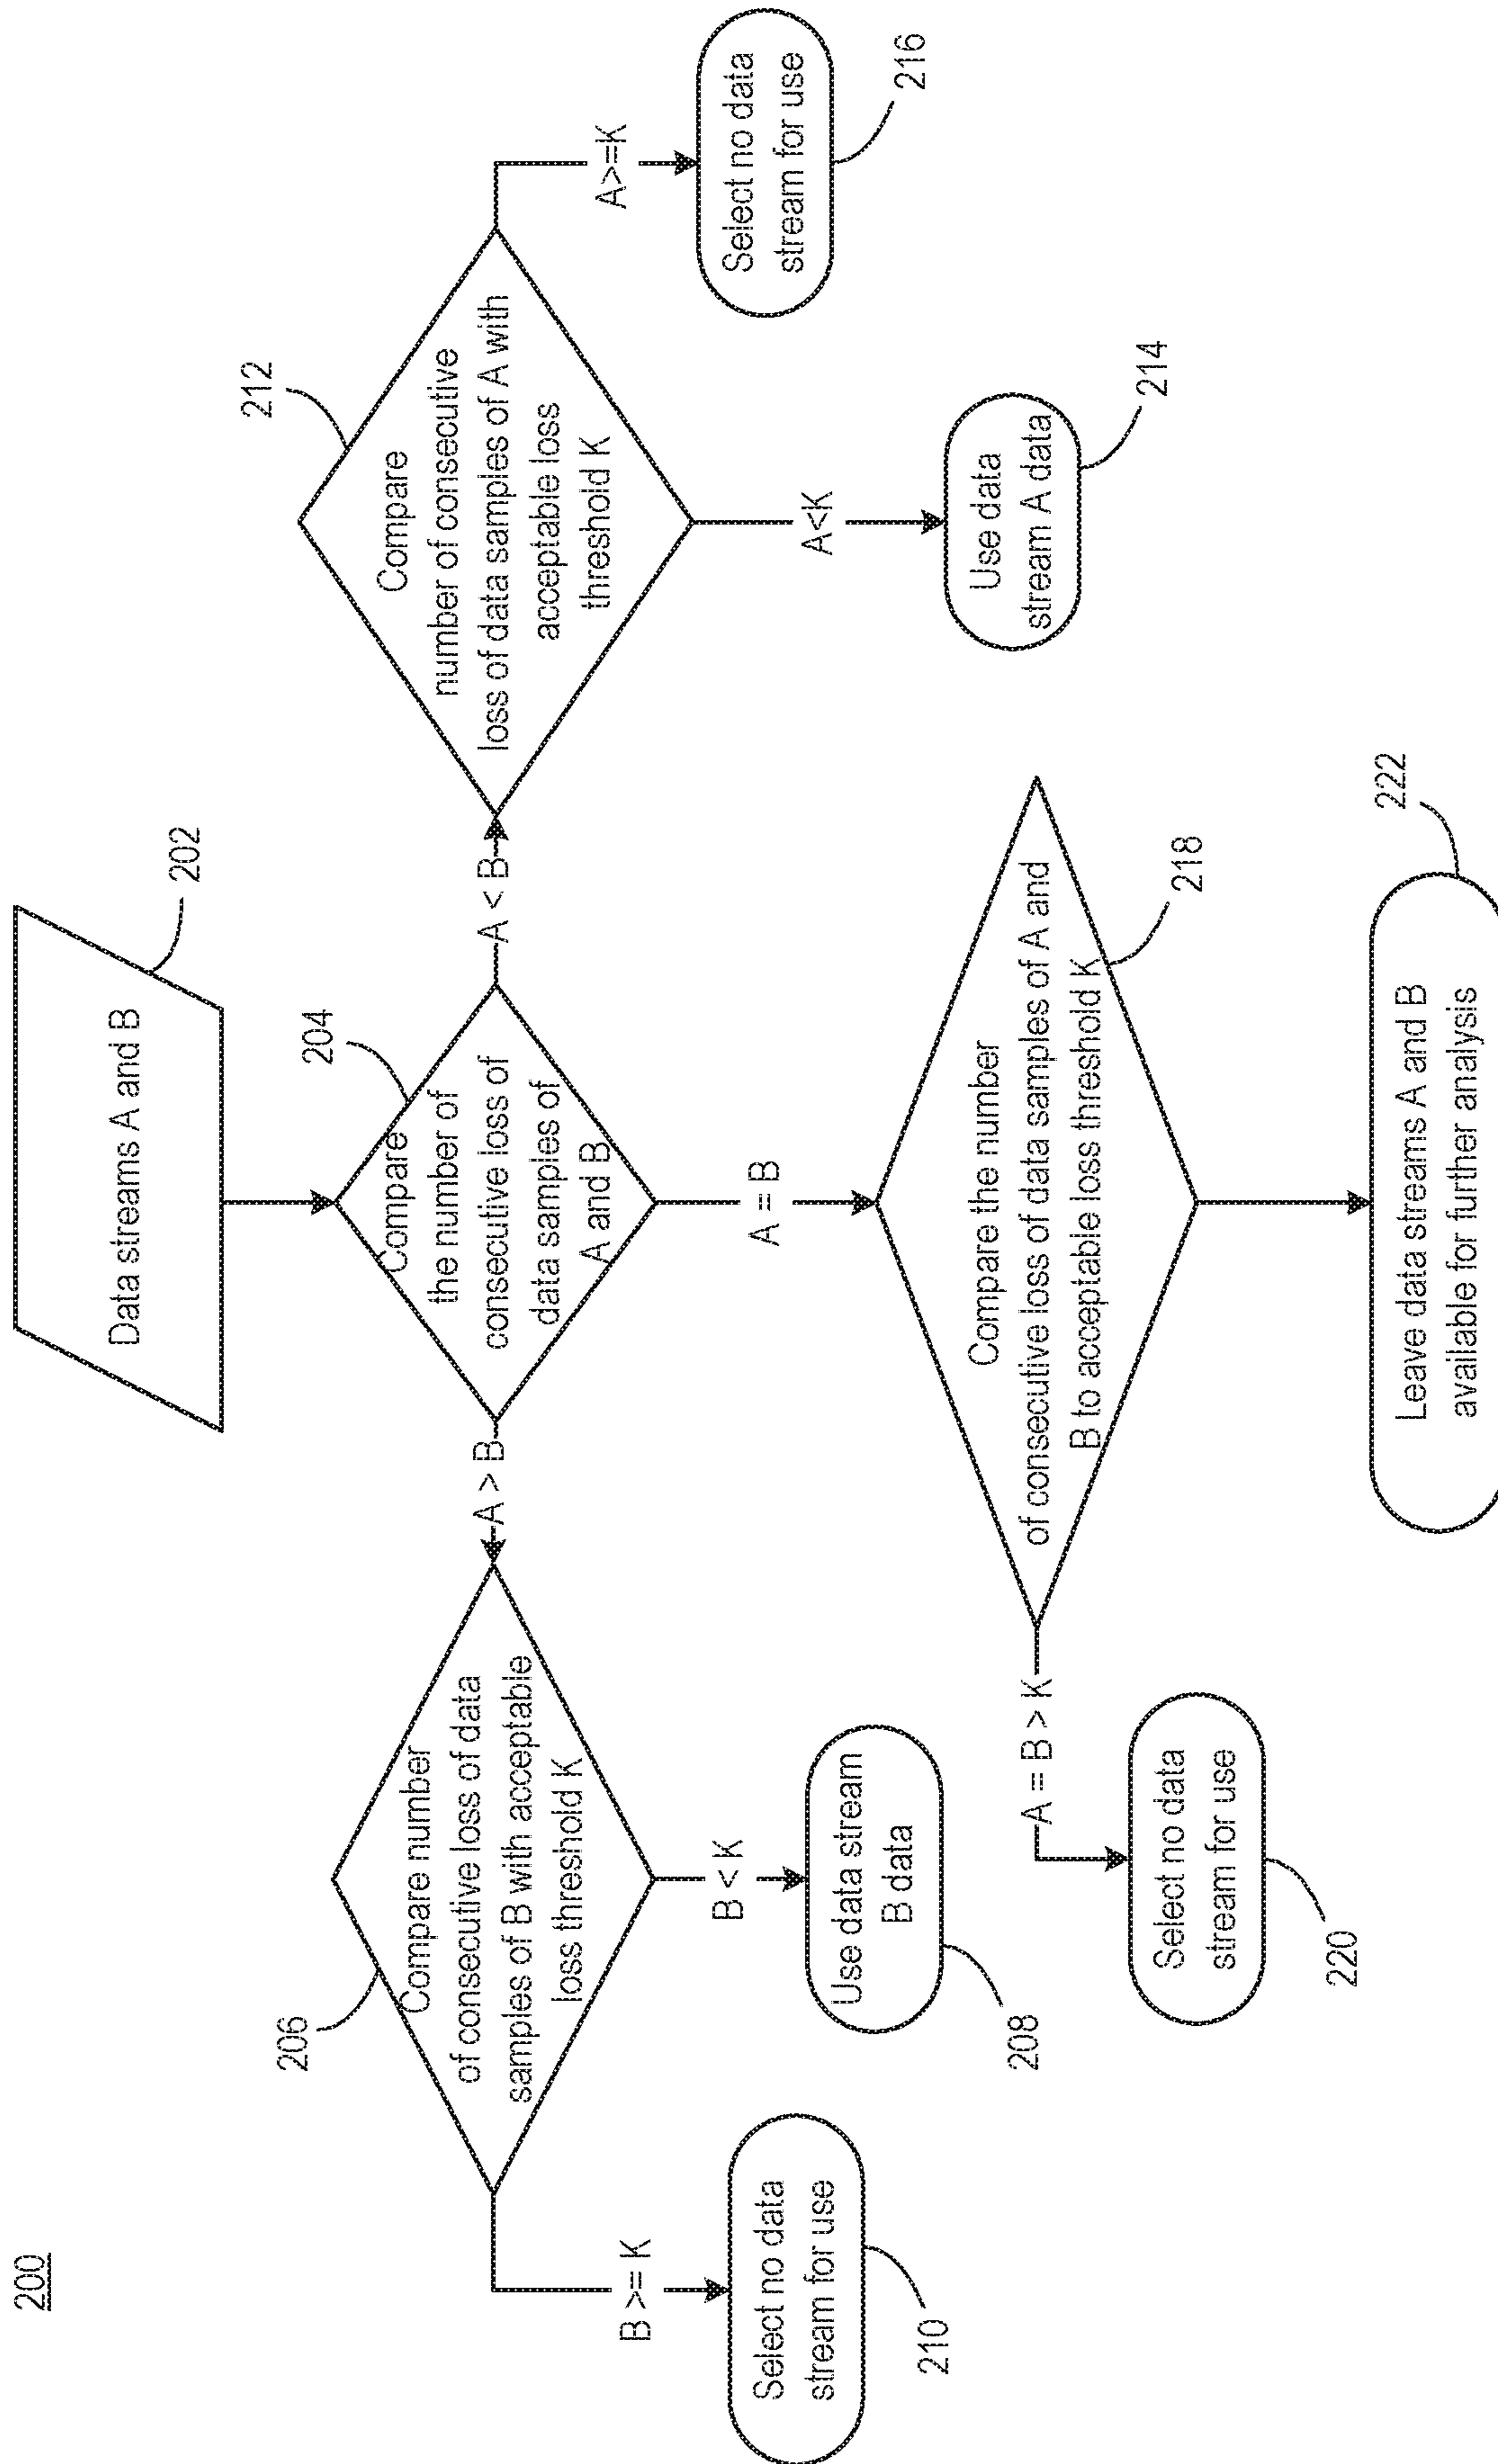 200
Data streams A and B
202
Compare
the number of
consecutive loss of
data samples of
A and B
204
A > B
A < B
A = B
Compare number
of consecutive loss of data
samples of B with acceptable
loss threshold K
206
B >= K
B < K
Select no data
stream for use
210
Use data stream
B data
208
Compare
number of consecutive
loss of data samples of A with
acceptable loss
threshold K
212
A<K
A>=K
Use data
stream A data
214
Select no data
stream for use
216
Compare the number
of consecutive loss of data samples of A and
B to acceptable loss threshold K
218
A = B > K
Select no data
stream for use
220
Leave data streams A and B
available for further analysis
222